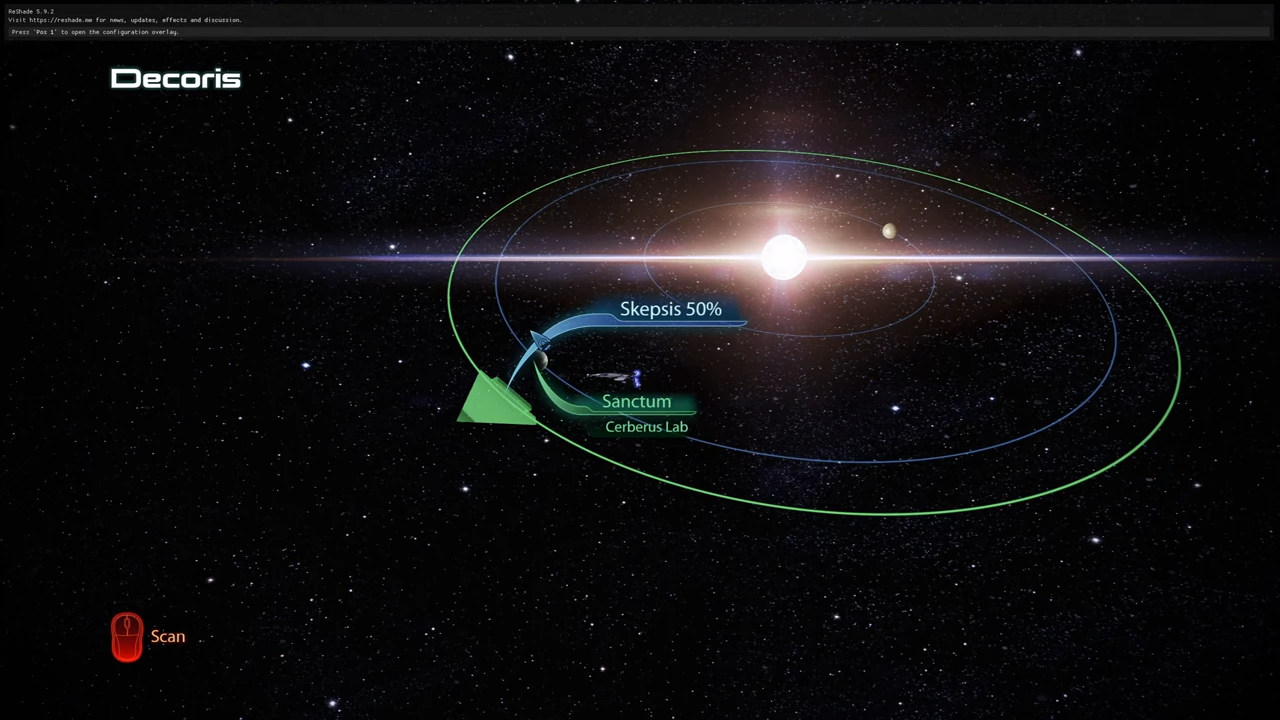 ReShade 5.9.2
Visit https://reshade.me for news, updates, effects and discussion.
Press 'Pos 1' to open the configuration overlay.
Decoris
Skepsis 50%
Sanctum
Cerberus Lab
Scan